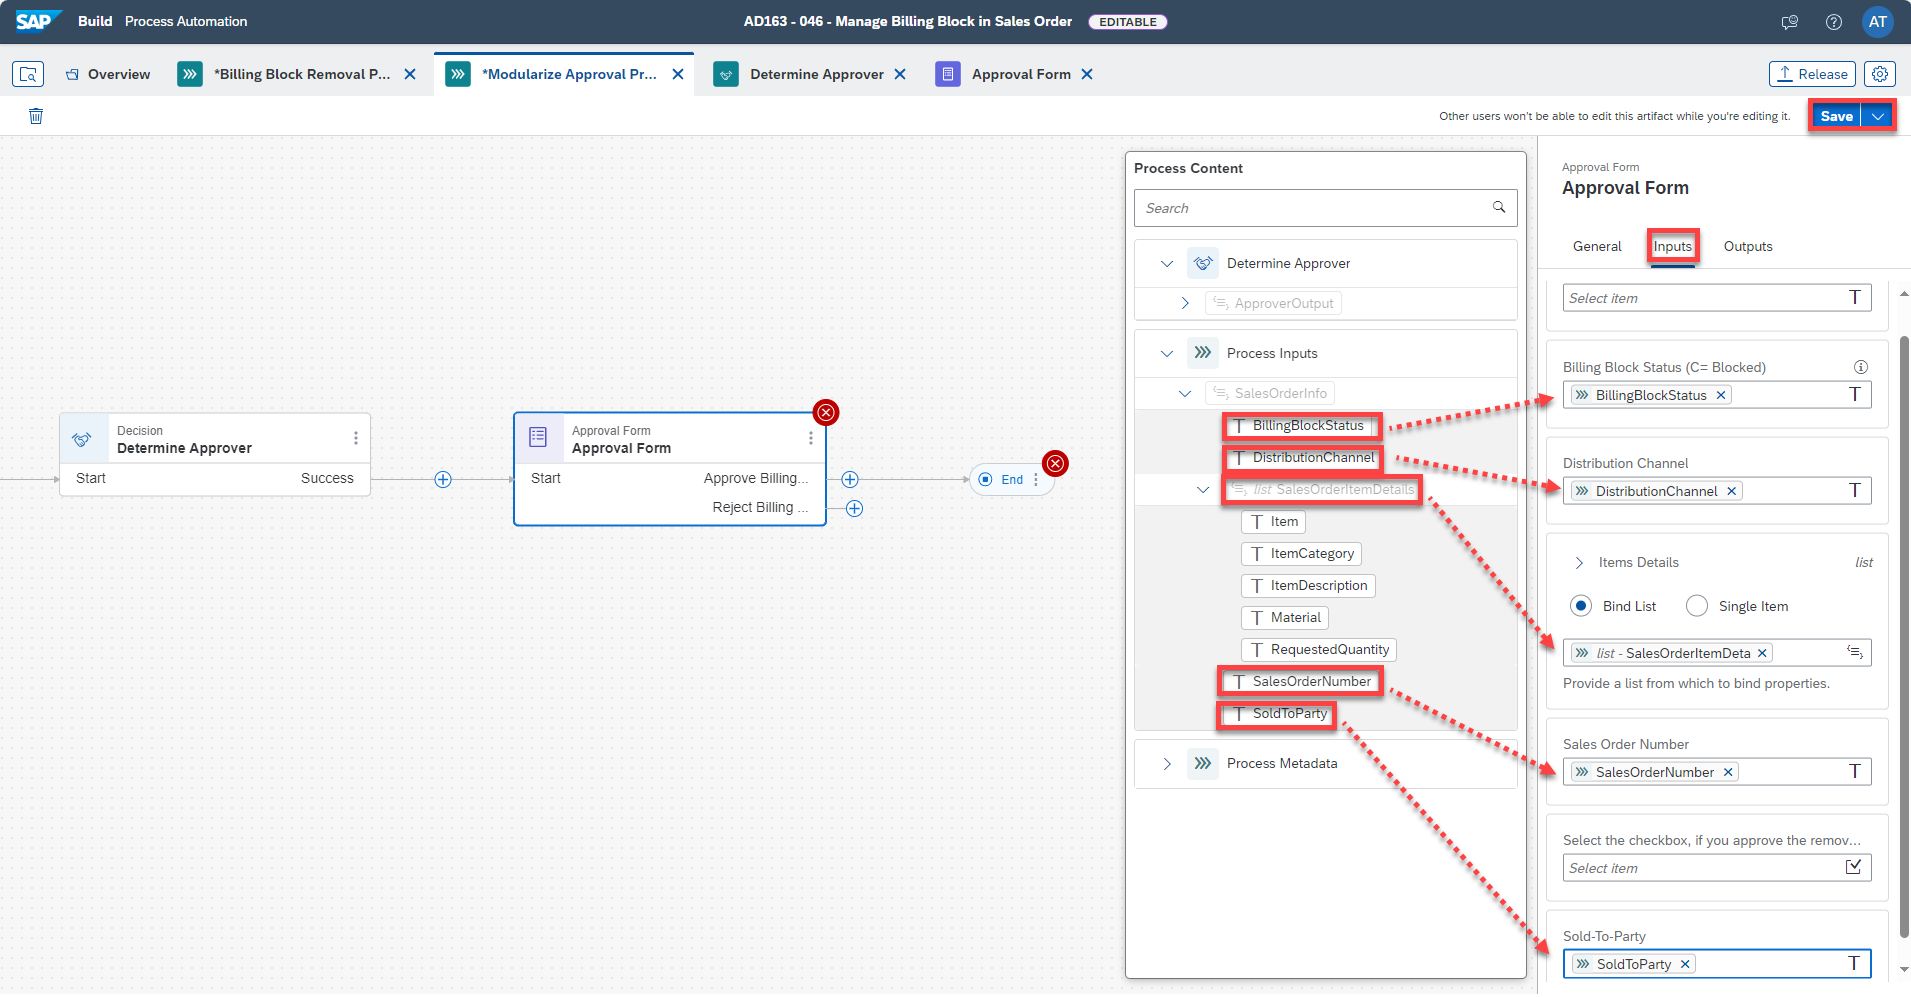 SAP Build Process Automation
AD163 - 046 - Manage Billing Block in Sales Order EDITABLE
AT
Overview
*Billing Block Removal P...
*Modularize Approval Pr...
Determine Approver
Approval Form
Release
Other users won't be able to edit this artifact while you're editing it.
Save
Decision
Determine Approver
Start Success
Approval Form
Approval Form
Start Approve Billing...
Reject Billing ...
End
Process Content
Search
Determine Approver
ApproverOutput
Process Inputs
SalesOrderInfo
T BillingBlockStatus
T DistributionChannel
list SalesOrderItemDetails
T Item
T ItemCategory
T ItemDescription
T Material
T RequestedQuantity
T SalesOrderNumber
T SoldToParty
Process Metadata
Approval Form
Approval Form
General Inputs Outputs
Select item T
Billing Block Status (C= Blocked)
BillingBlockStatus T
Distribution Channel
DistributionChannel T
Items Details list
Bind List Single Item
list - SalesOrderItemDeta
Provide a list from which to bind properties.
Sales Order Number
SalesOrderNumber T
Select the checkbox, if you approve the remov...
Select item
Sold-To-Party
SoldToParty T